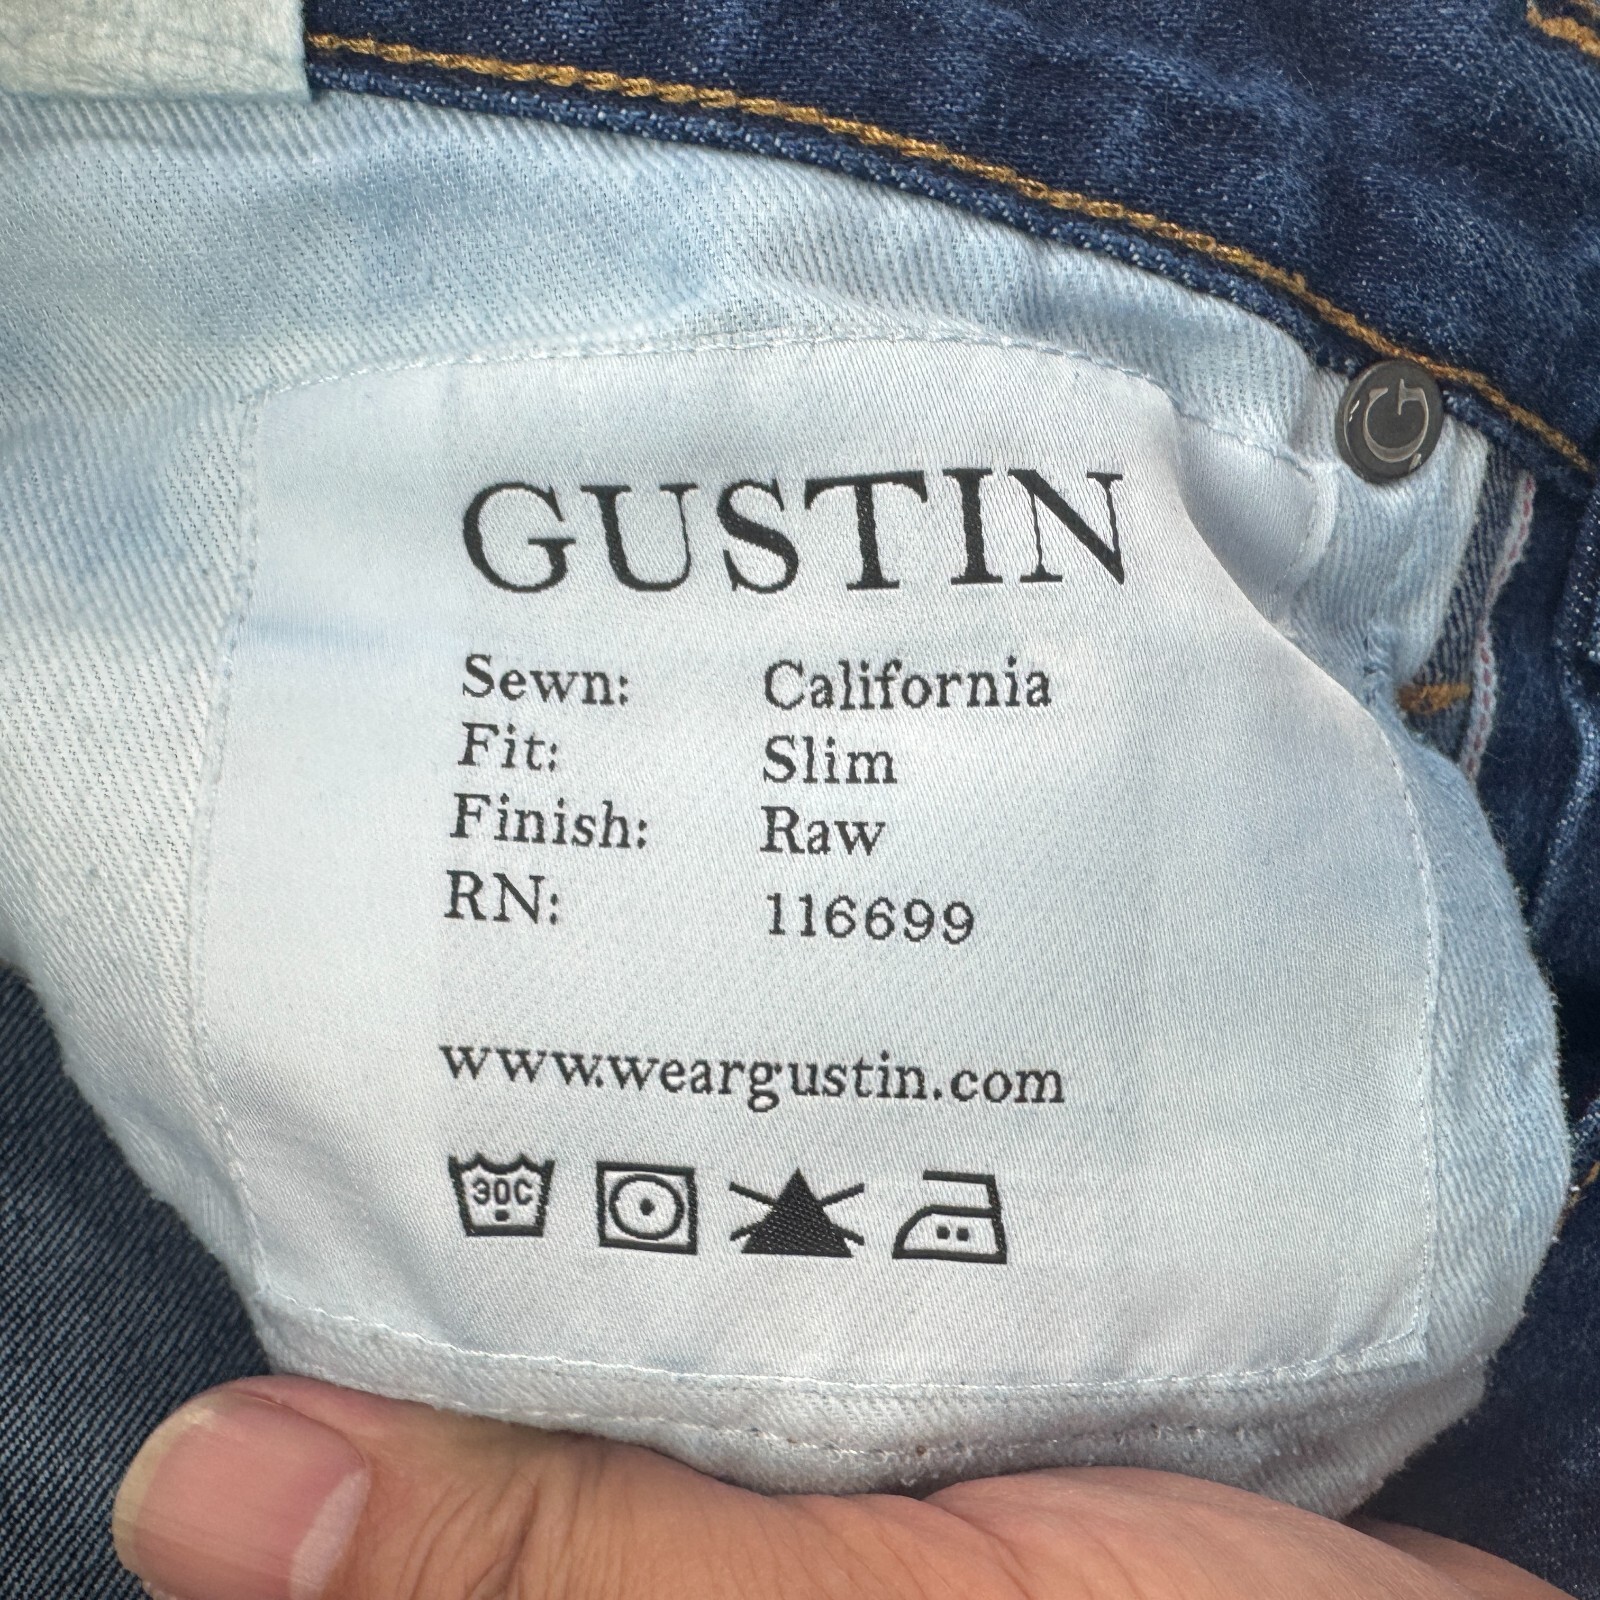 G
GUSTIN
Sewn: California
Fit: Slim
Finish: Raw
RN: 116699
www.weargustin.com
30C